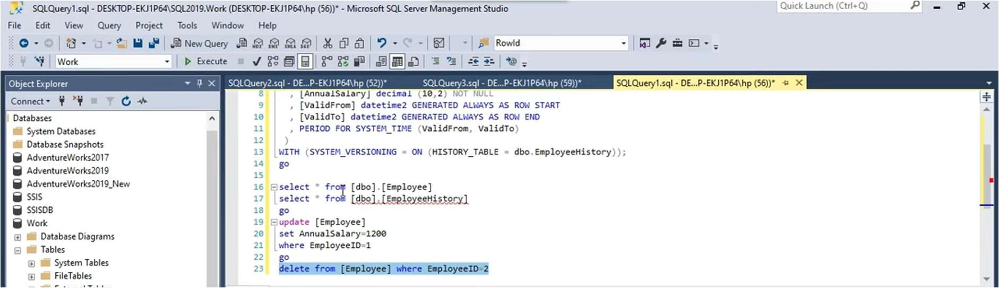 SQLQuery1.sql - DESKTOP-EKJ1P64\SQL2019.Work (DESKTOP-EKJ1P64\hp (56))* - Microsoft SQL Server Management Studio
Quick Launch (Ctrl+Q)
File Edit View Query Project Tools Window Help
New Query MDX DMX XMLA DAX RowId
Work Execute
Object Explorer
SQLQuery2.sql - DE...P-EKJ1P64\hp (52))* SQLQuery3.sql - DE...P-EKJ1P64\hp (59))* SQLQuery1.sql - DE...P-EKJ1P64\hp (56))*
Connect
Databases
System Databases
Database Snapshots
AdventureWorks2017
AdventureWorks2019
AdventureWorks2019_New
SSIS
SSISDB
Work
Database Diagrams
Tables
System Tables
FileTables
8 , [AnnualSalary] decimal (10,2) NOT NULL
9 , [ValidFrom] datetime2 GENERATED ALWAYS AS ROW START
10 , [ValidTo] datetime2 GENERATED ALWAYS AS ROW END
11 , PERIOD FOR SYSTEM_TIME (ValidFrom, ValidTo)
12 )
13 WITH (SYSTEM_VERSIONING = ON (HISTORY_TABLE = dbo.EmployeeHistory));
14 go
15
16 select * from [dbo].[Employee]
17 select * from [dbo].[EmployeeHistory]
18 go
19 update [Employee]
20 set AnnualSalary=1200
21 where EmployeeID=1
22 go
23 delete from [Employee] where EmployeeID=2